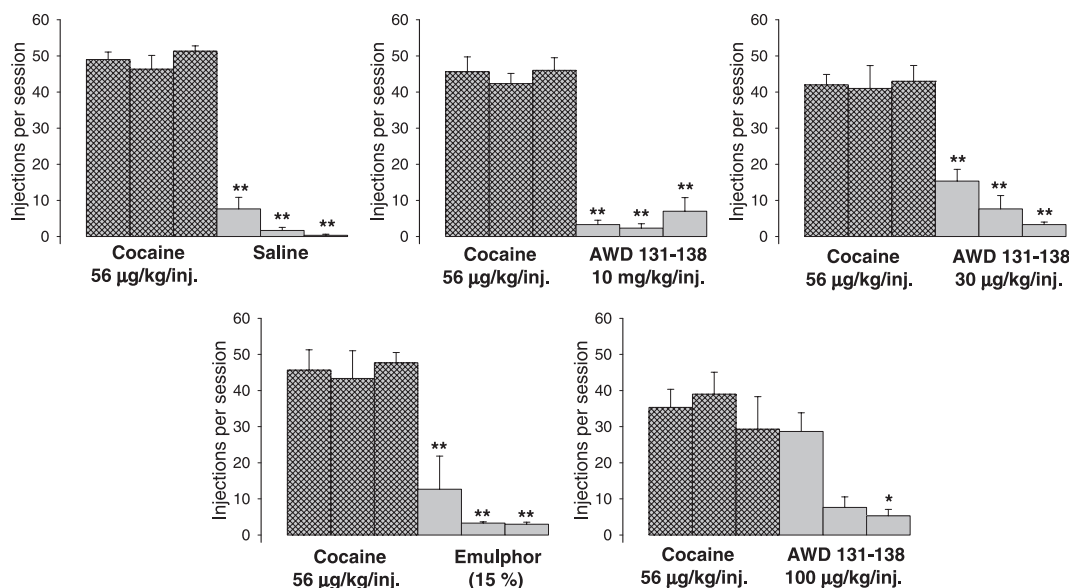 Injections per session
60
50
40
30
20
10
0
**
**
**
Cocaine
56 µg/kg/inj.
Saline
60
50
40
30
20
10
0
**
**
**
Cocaine
56 µg/kg/inj.
AWD 131-138
10 mg/kg/inj.
Injections per session
60
50
40
30
20
10
0
**
**
**
Cocaine
56 µg/kg/inj.
AWD 131-138
30 µg/kg/inj.
Injections per session
Injections per session
60
50
40
30
20
10
0
**
**
**
Cocaine
56 µg/kg/inj.
Emulphor
(15 %)
Injections per session
60
50
40
30
20
10
0
*
Cocaine
56 µg/kg/inj.
AWD 131-138
100 µg/kg/inj.